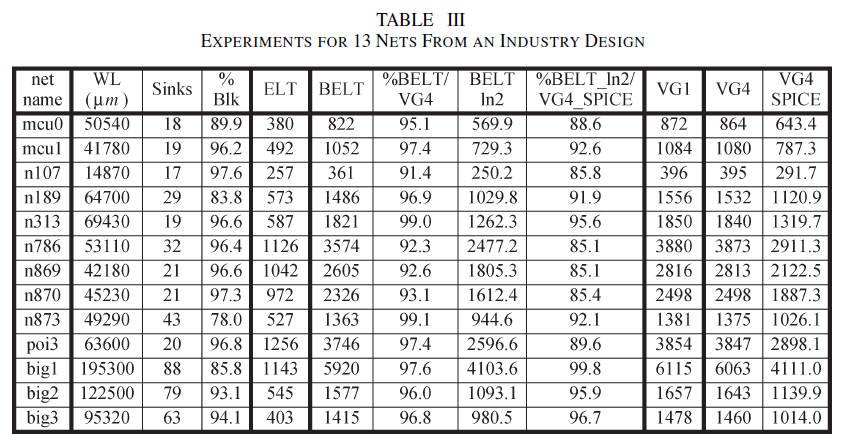 TABLE III
EXPERIMENTS FOR 13 NETS FROM AN INDUSTRY DESIGN
net name WL (μm) Sinks % Blk ELT BELT %BELT/ VG4 BELT ln2 %BELT_ln2/ VG4_SPICE VG1 VG4 VG4 SPICE
mcu0 50540 18 89.9 380 822 95.1 569.9 88.6 872 864 643.4
mcu1 41780 19 96.2 492 1052 97.4 729.3 92.6 1084 1080 787.3
n107 14870 17 97.6 257 361 91.4 250.2 85.8 396 395 291.7
n189 64700 29 83.8 573 1486 96.9 1029.8 91.9 1556 1532 1120.9
n313 69430 19 96.6 587 1821 99.0 1262.3 95.6 1850 1840 1319.7
n786 53110 32 96.4 1126 3574 92.3 2477.2 85.1 3880 3873 2911.3
n869 42180 21 96.6 1042 2605 92.6 1805.3 85.1 2816 2813 2122.5
n870 45230 21 97.3 972 2326 93.1 1612.4 85.4 2498 2498 1887.3
n873 49290 43 78.0 527 1363 99.1 944.6 92.1 1381 1375 1026.1
poi3 63600 20 96.8 1256 3746 97.4 2596.6 89.6 3854 3847 2898.1
big1 195300 88 85.8 1143 5920 97.6 4103.6 99.8 6115 6063 4111.0
big2 122500 79 93.1 545 1577 96.0 1093.1 95.9 1657 1643 1139.9
big3 95320 63 94.1 403 1415 96.8 980.5 96.7 1478 1460 1014.0